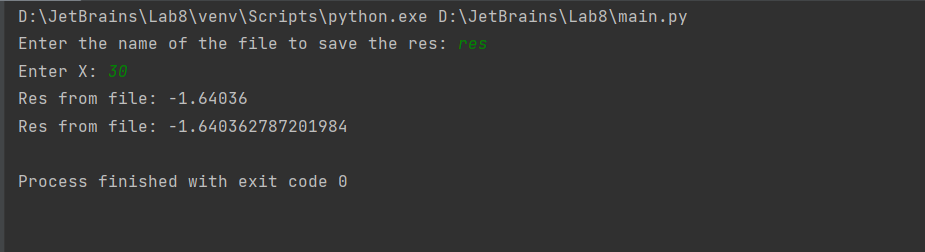 D:\JetBrains\Lab8\venv\Scripts\python.exe D:\JetBrains\Lab8\main.py
Enter the name of the file to save the res: res
Enter X: 30
Res from file: -1.64036
Res from file: -1.640362787201984
Process finished with exit code 0